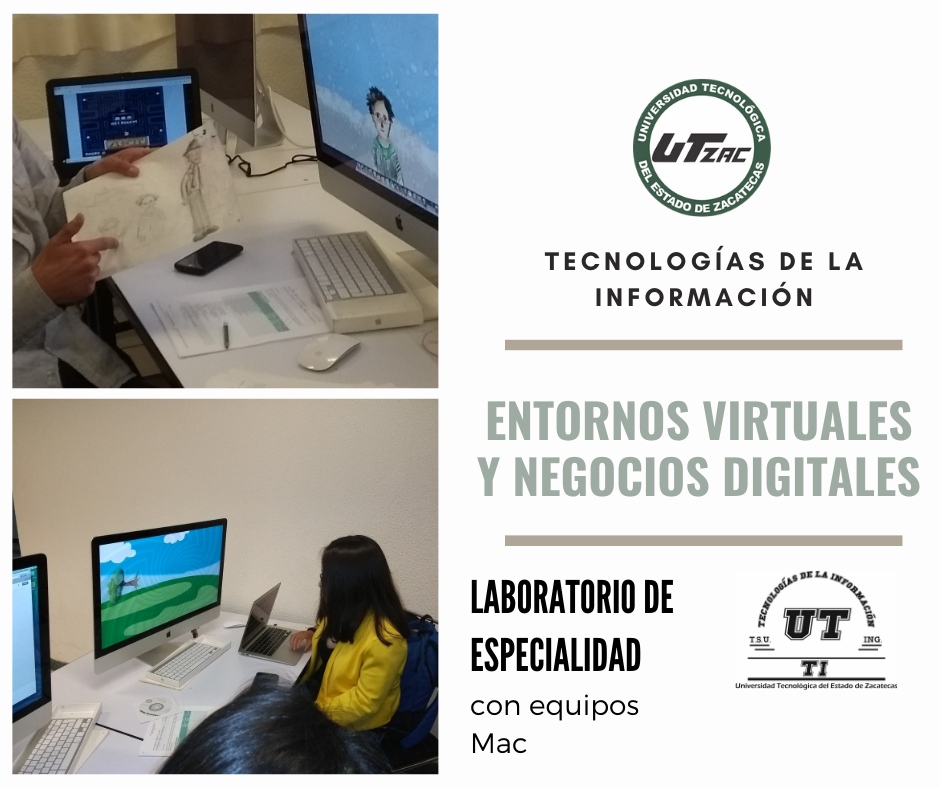 UNIVERSIDAD TECNOLÓGICA
UTZAC
DEL ESTADO DE ZACATECAS
TECNOLOGÍAS DE LA
INFORMACIÓN
ENTORNOS VIRTUALES
Y NEGOCIOS DIGITALES
LABORATORIO DE
ESPECIALIDAD
con equipos
Mac
TECNOLOGÍAS DE LA INFORMACIÓN
UT
T.S.U.
ING.
TI
Universidad Tecnológica del Estado de Zacatecas